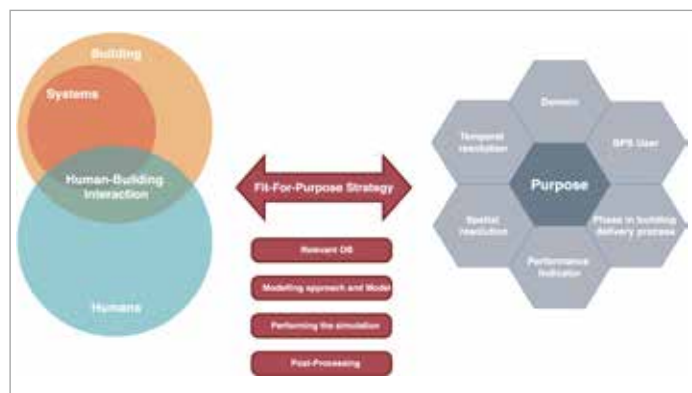 Building
Systems
Human-Building
Interaction
Humans
Fit-For-Purpose Strategy
Relevant OB
Modelling approach and Model
Performing the simulation
Post-Processing
Domain
Temporal
resolution
BPS User
Purpose
Spatial
resolution
Phase in building
delivery process
Performance
Indicator